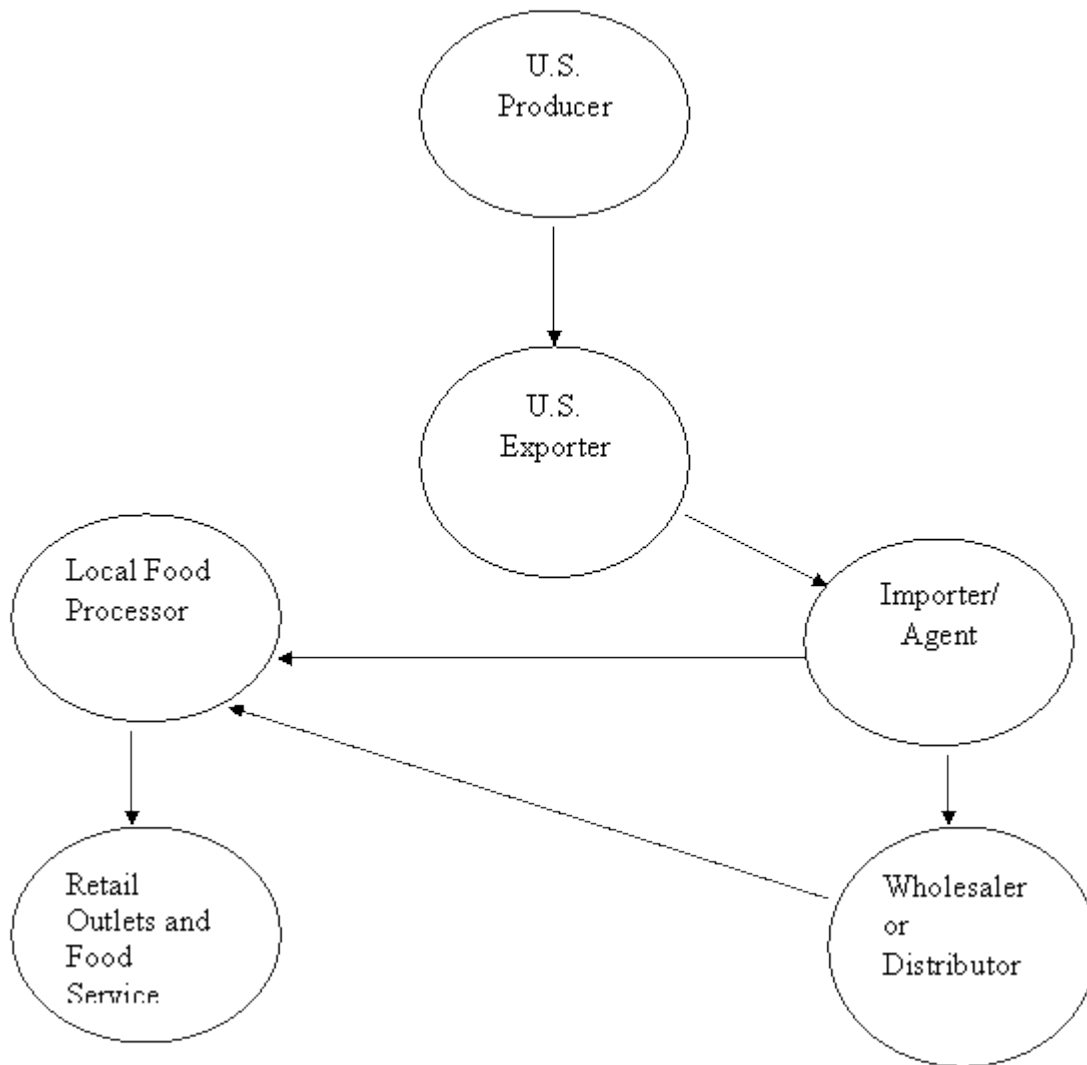 U.S.
Producer
U.S.
Exporter
Local Food
Processor
Importer/
Agent
Retail
Outlets and
Food
Service
Wholesaler
or
Distributor